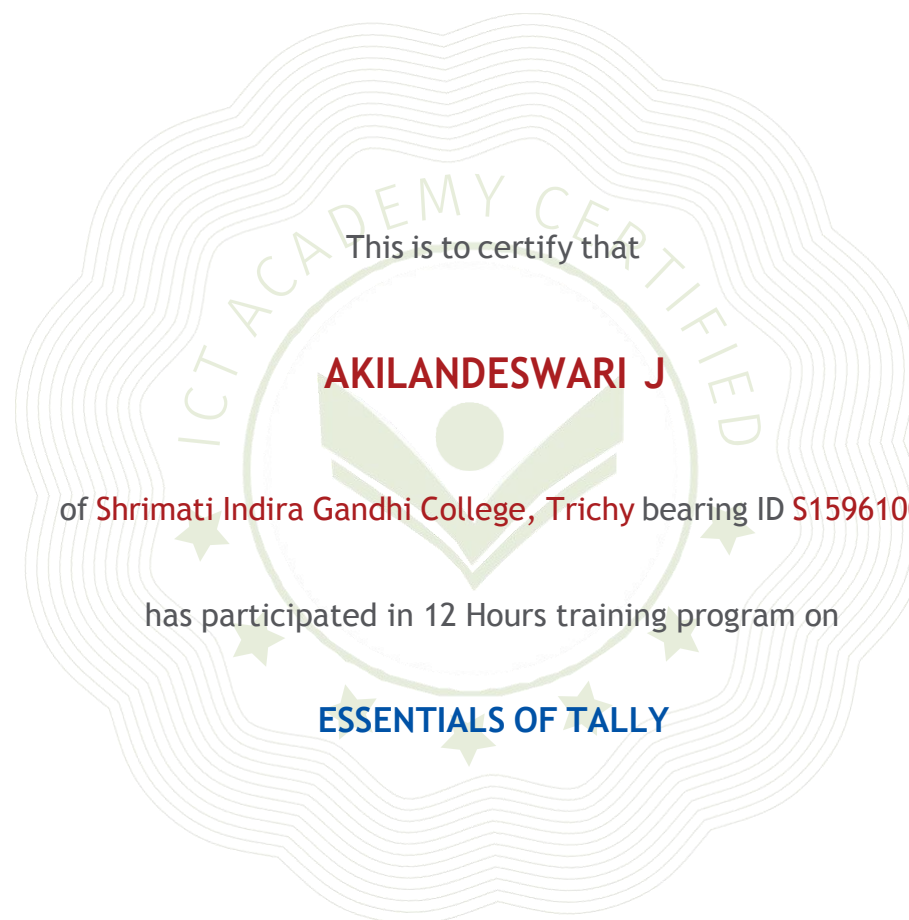 ICT ACADEMY CERTIFIED
This is to certify that
AKILANDESWARI J
of Shrimati Indira Gandhi College, Trichy bearing ID
has participated in 12 Hours training program on
ESSENTIALS OF TALLY